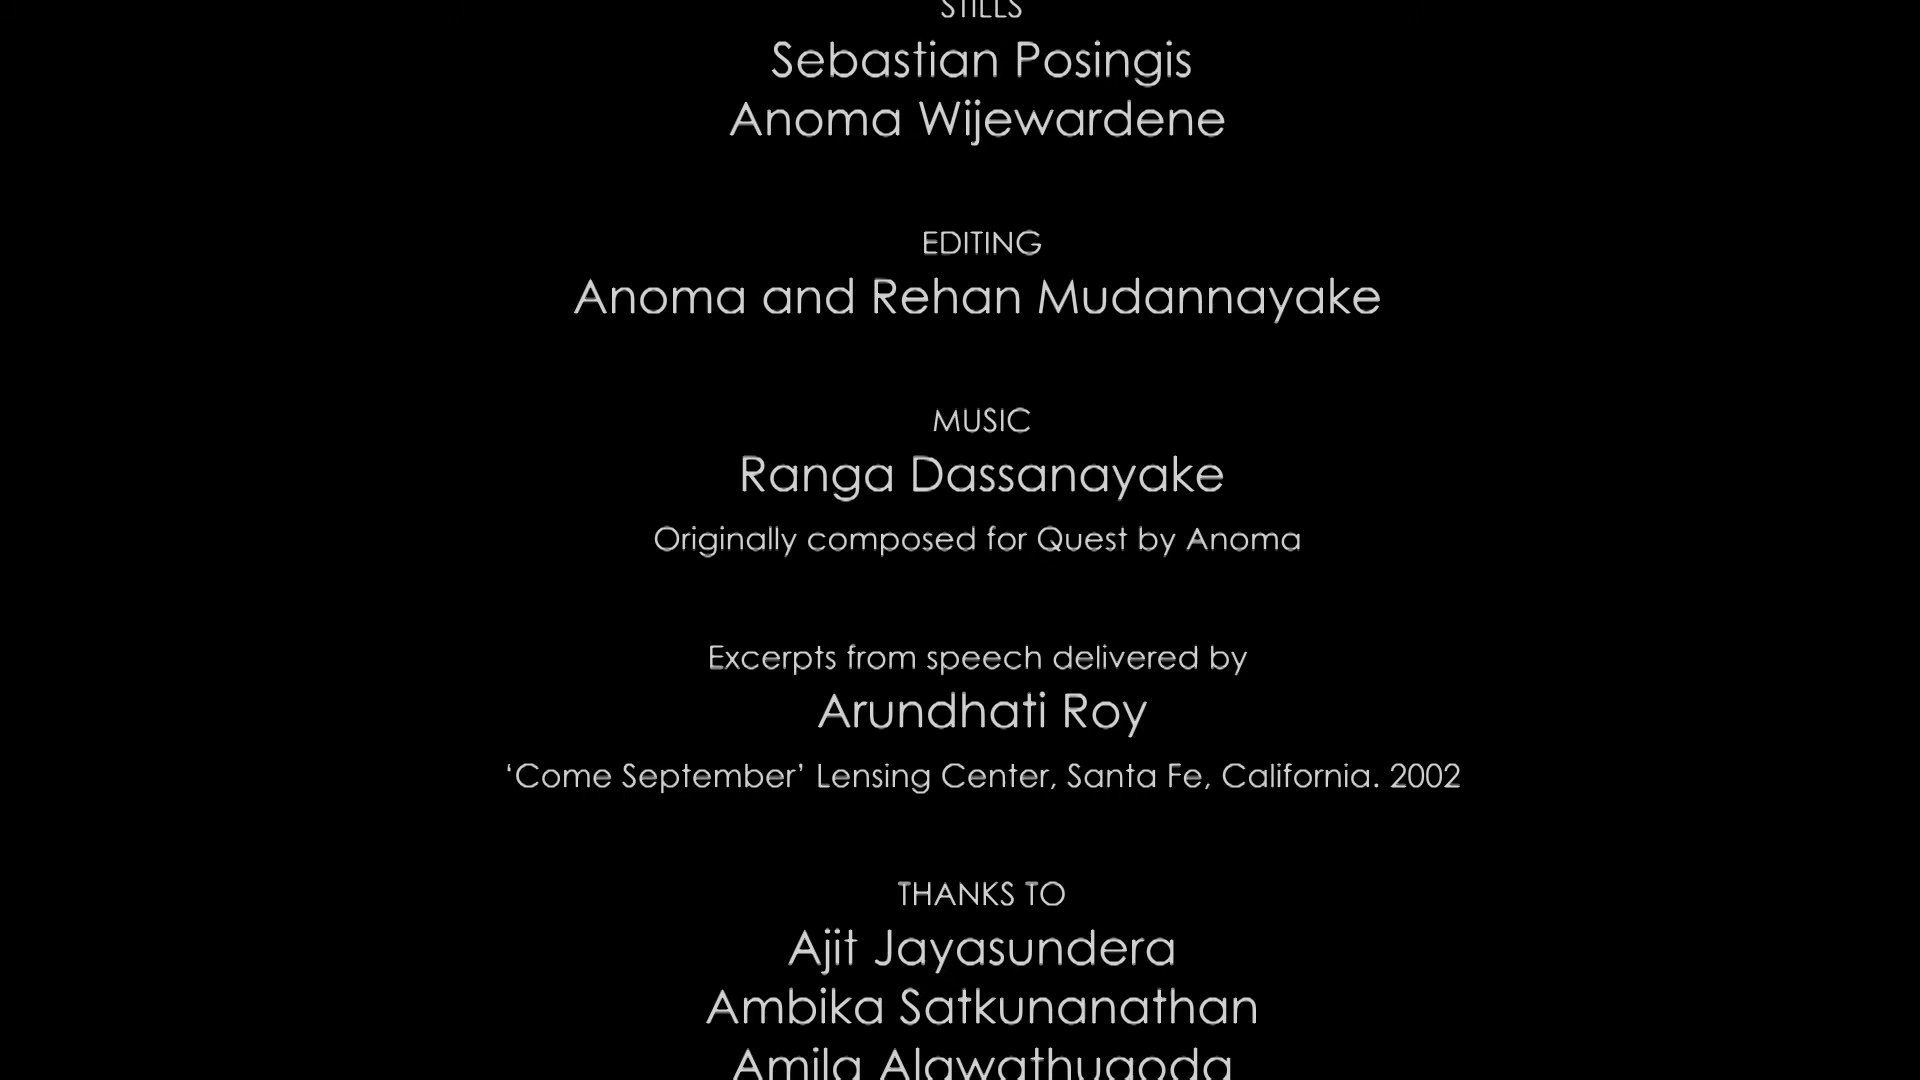 STILLS
Sebastian Posingis
Anoma Wijewardene
EDITING
Anoma and Rehan Mudannayake
MUSIC
Ranga Dassanayake
Originally composed for Quest by Anoma
Excerpts from speech delivered by
Arundhati Roy
‘Come September’ Lensing Center, Santa Fe, California. 2002
THANKS TO
Ajit Jayasundera
Ambika Satkunanathan
Amila Alawathugoda